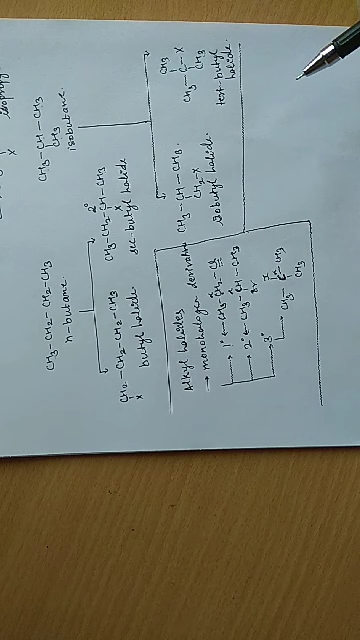 isopropyl
X
CH3-CH2-CH2-CH3
n-butane.
CH3-CH-CH3
CH3
isobutane.
CH2-CH2-CH2-CH3
X
butyl halide
2°
CH3-CH2-CH-CH3
X
sec-butyl halide
CH3-CH-CH3.
CH2-X
isobutyl halide.
CH3
CH3-C-X
CH3
tert-butyl
halide.
Alkyl halides
→ monohalogen derivative
→ 1° ← CH3-CH2-Cl
→ 2° ← CH3-CH-CH3
Br
→ 3°
I
→ CH3-C-CH3
CH3